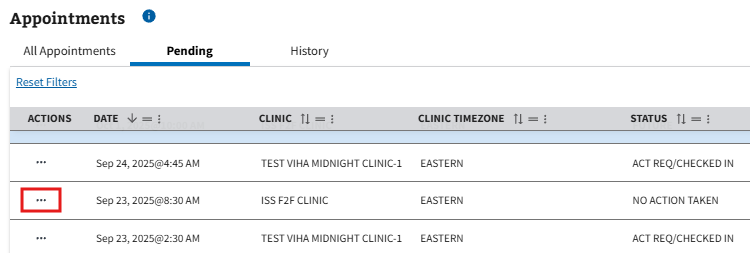 Appointments
All Appointments Pending History
Reset Filters
ACTIONS DATE CLINIC CLINIC TIMEZONE STATUS
Sep 24, 2025@4:45 AM TEST VIHA MIDNIGHT CLINIC-1 EASTERN ACT REQ/CHECKED IN
Sep 23, 2025@8:30 AM ISS F2F CLINIC EASTERN NO ACTION TAKEN
Sep 23, 2025@2:30 AM TEST VIHA MIDNIGHT CLINIC-1 EASTERN ACT REQ/CHECKED IN